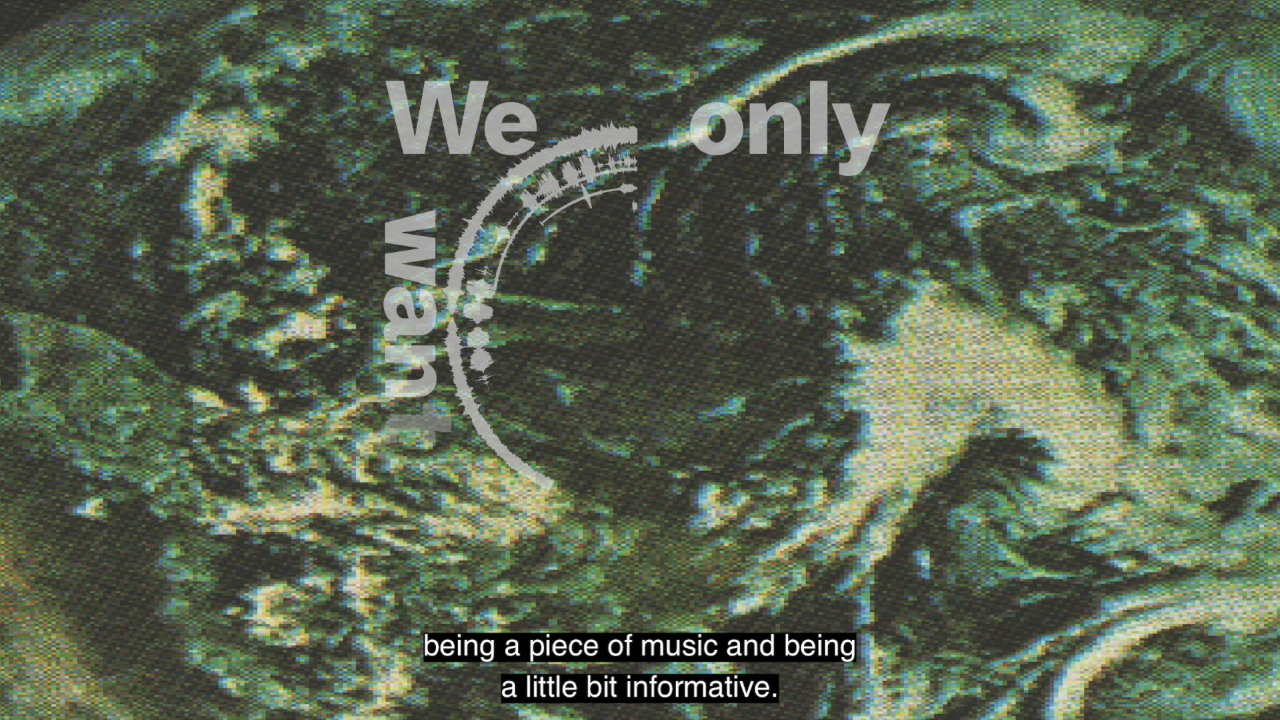 We only
want
being a piece of music and being
a little bit informative.